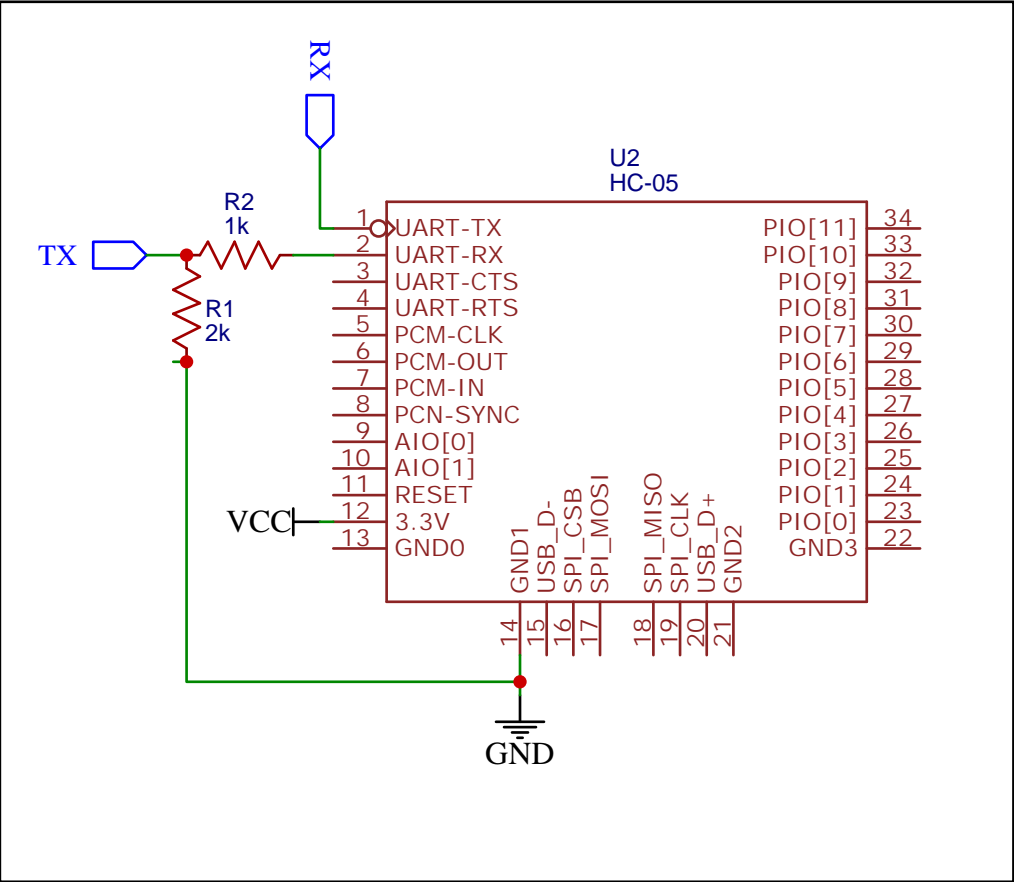 RX
U2
HC-05
R2
1k
TX
R1
2k
1 UART-TX
2 UART-RX
3 UART-CTS
4 UART-RTS
5 PCM-CLK
6 PCM-OUT
7 PCM-IN
8 PCN-SYNC
9 AIO[0]
10 AIO[1]
11 RESET
VCC
12 3.3V
13 GND0
PIO[11] 34
PIO[10] 33
PIO[9] 32
PIO[8] 31
PIO[7] 30
PIO[6] 29
PIO[5] 28
PIO[4] 27
PIO[3] 26
PIO[2] 25
PIO[1] 24
PIO[0] 23
GND3 22
GND1 14
USB_D- 15
SPI_CSB 16
SPI_MOSI 17
SPI_MISO 18
SPI_CLK 19
USB_D+ 20
GND2 21
GND